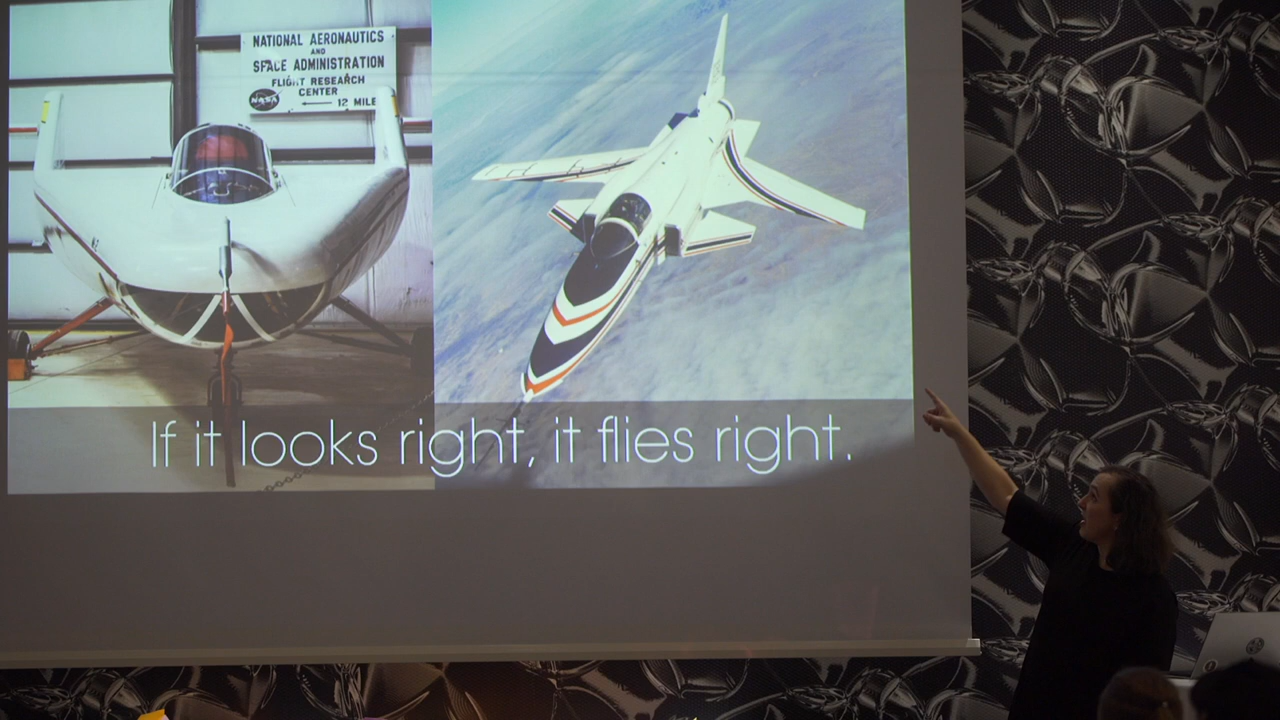 NATIONAL AERONAUTICS
AND
SPACE ADMINISTRATION
FLIGHT RESEARCH
CENTER
NASA
12 MILE
If it looks right, it flies right.